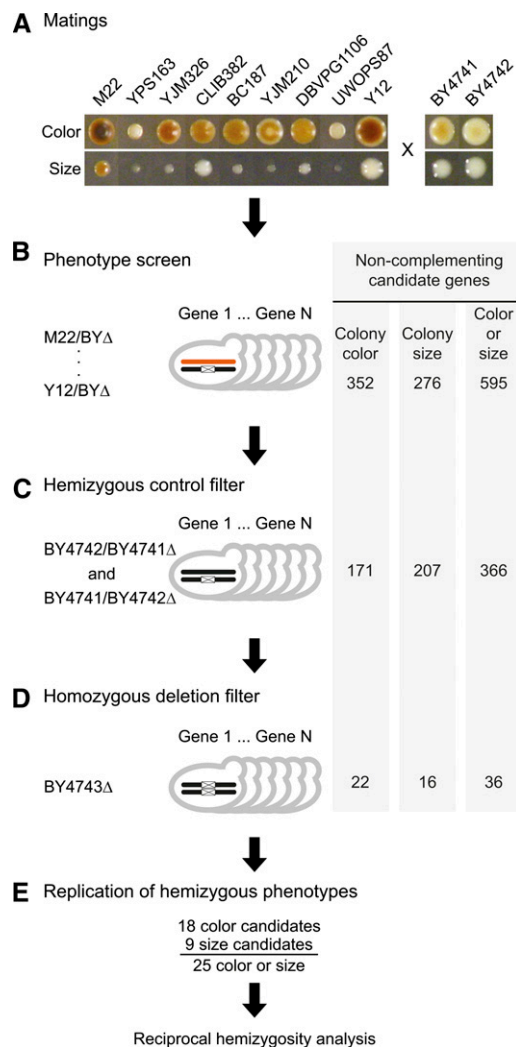 A Matings
M22 YPS163 YJM326 CLIB382 BC187 YJM210 DBVPG1106 UWOPS87 Y12 BY4741 BY4742
Color
X
Size
B Phenotype screen
Non-complementing
candidate genes
Gene 1 ... Gene N
Colony
color
Colony
size
Color
or
size
M22/BYΔ
Y12/BYΔ
352 276 595
C Hemizygous control filter
Gene 1 ... Gene N
BY4742/BY4741Δ
and
BY4741/BY4742Δ
171 207 366
D Homozygous deletion filter
Gene 1 ... Gene N
BY4743Δ
22 16 36
E Replication of hemizygous phenotypes
18 color candidates
9 size candidates
25 color or size
Reciprocal hemizygosity analysis